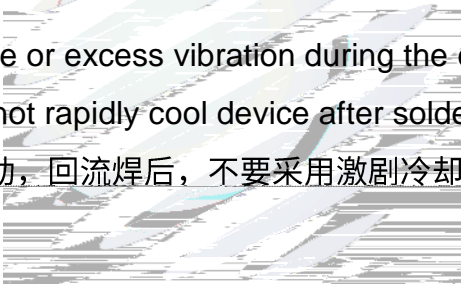 e or excess vibration during the
not rapidly cool device after solde
动，回流焊后，不要采用激剧冷却